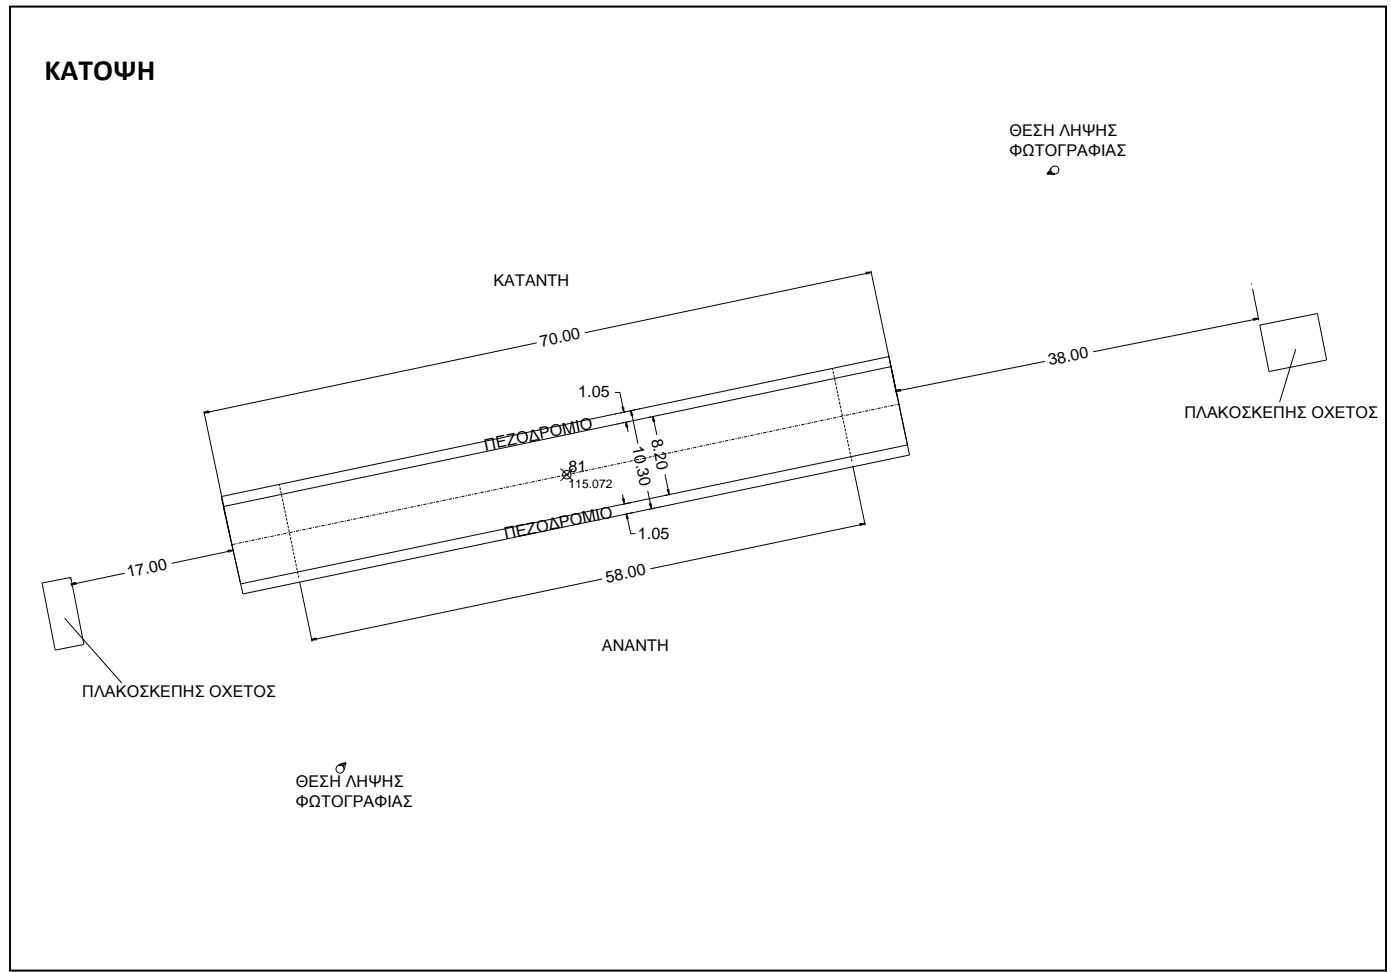 ΚΑΤΟΨΗ
ΘΕΣΗ ΛΗΨΗΣ
ΦΩΤΟΓΡΑΦΙΑΣ
ΚΑΤΑΝΤΗ
70.00
38.00
1.05
ΠΛΑΚΟΣΚΕΠΗΣ ΟΧΕΤΟΣ
ΠΕΖΟΔΡΟΜΙΟ
8.20
10.30
81
115.072
ΠΕΖΟΔΡΟΜΙΟ
1.05
17.00
58.00
ΑΝΑΝΤΗ
ΠΛΑΚΟΣΚΕΠΗΣ ΟΧΕΤΟΣ
ΘΕΣΗ ΛΗΨΗΣ
ΦΩΤΟΓΡΑΦΙΑΣ